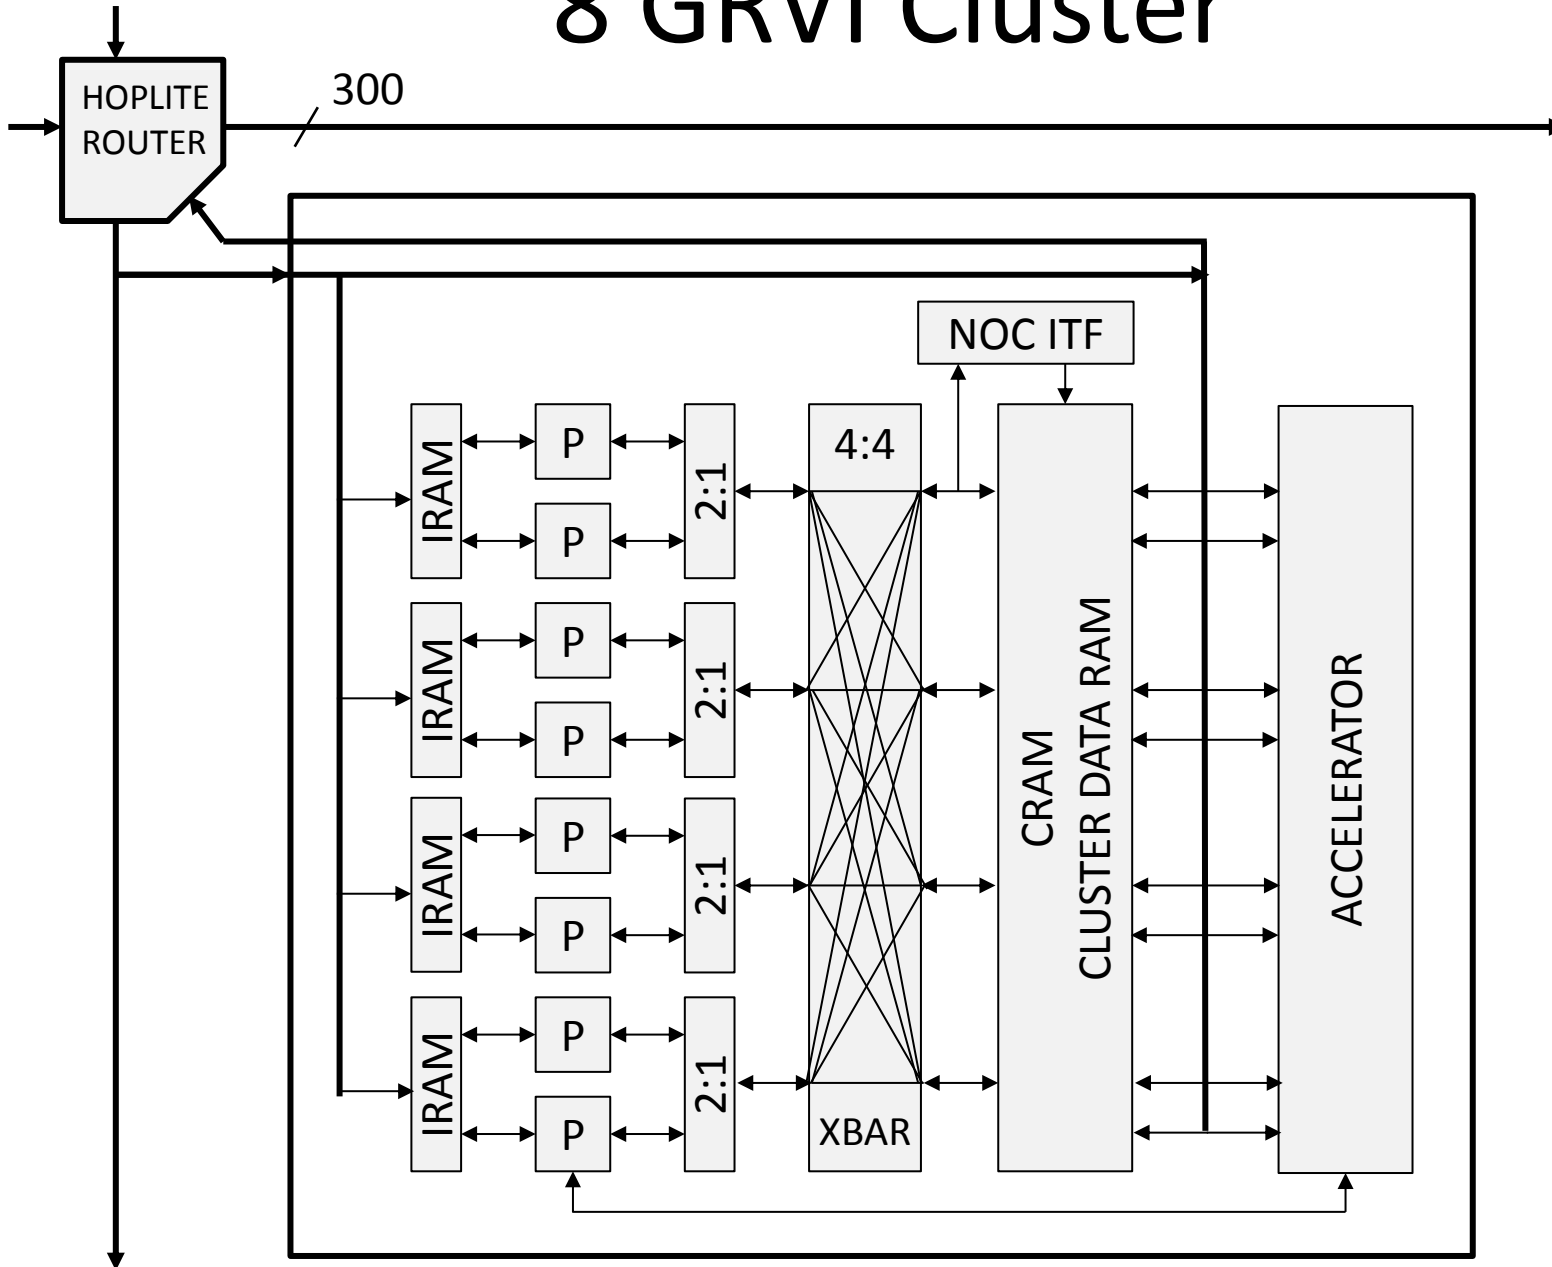 8 GRVI Cluster
300
HOPLITE
ROUTER
NOC ITF
IRAM
P
P
2:1
4:4
IRAM
P
P
2:1
IRAM
P
P
2:1
IRAM
P
P
2:1
XBAR
CRAM
CLUSTER DATA RAM
ACCELERATOR